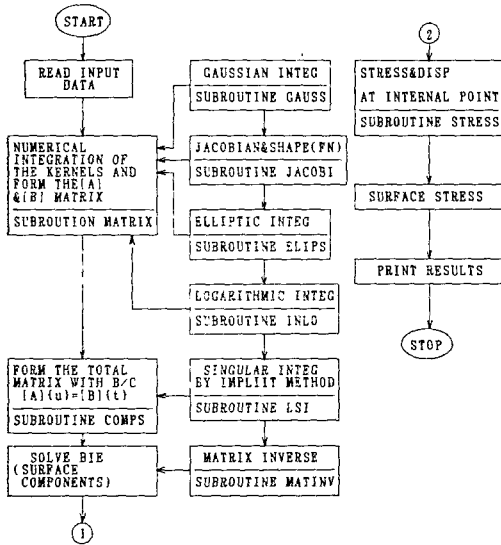 START
READ INPUT
DATA
NUMERICAL
INTEGRATION
OF THE
KERNELS AND
FORM THE[A]
&[B] MATRIX
SUBROUTION MATRIX
FORM THE TOTAL
MATRIX WITH B/C
[A]{u}=[B]{t}
SUBROUTINE COMPS
SOLVE BIE
(SURFACE
COMPONENTS)
1
GAUSSIAN INTEG
SUBROUTINE GAUSS
JACOBIAN&SHAPE(FN)
SUBROUTINE JACOBI
ELLIPTIC INTEG
SUBROUTINE ELIPS
LOGARITHMIC INTEG
SUBROUTINE INLO
SINGULAR INTEG
BY IMPLIIT METHOD
SUBROUTINE LSI
MATRIX INVERSE
SUBROUTINE MATINV
2
STRESS&DISP
AT INTERNAL POINT
SUBROUTINE STRESS
SURFACE STRESS
PRINT RESULTS
STOP